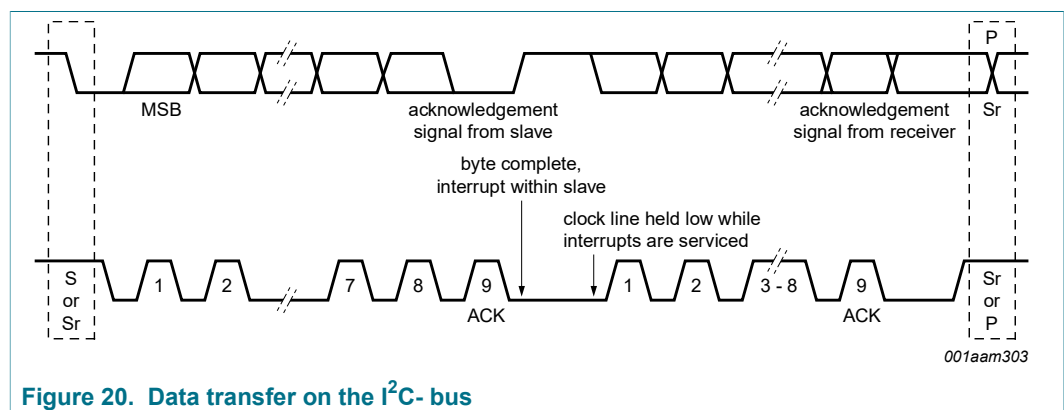 P
MSB
acknowledgement
signal from slave
acknowledgement
signal from receiver
Sr
byte complete,
interrupt within slave
clock line held low while
interrupts are serviced
S
or
Sr
1
2
7
8
9
1
2
3 - 8
9
Sr
or
P
ACK
ACK
001aam303
Figure 20. Data transfer on the I²C- bus